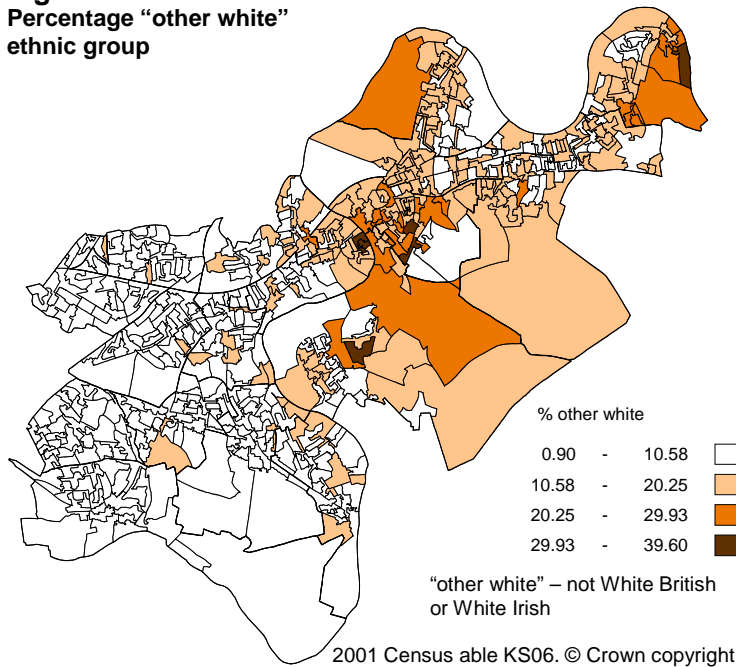 Percentage “other white”
ethnic group
% other white
0.90 - 10.58
10.58 - 20.25
20.25 - 29.93
29.93 - 39.60
“other white” – not White British
or White Irish
2001 Census able KS06. © Crown copyright